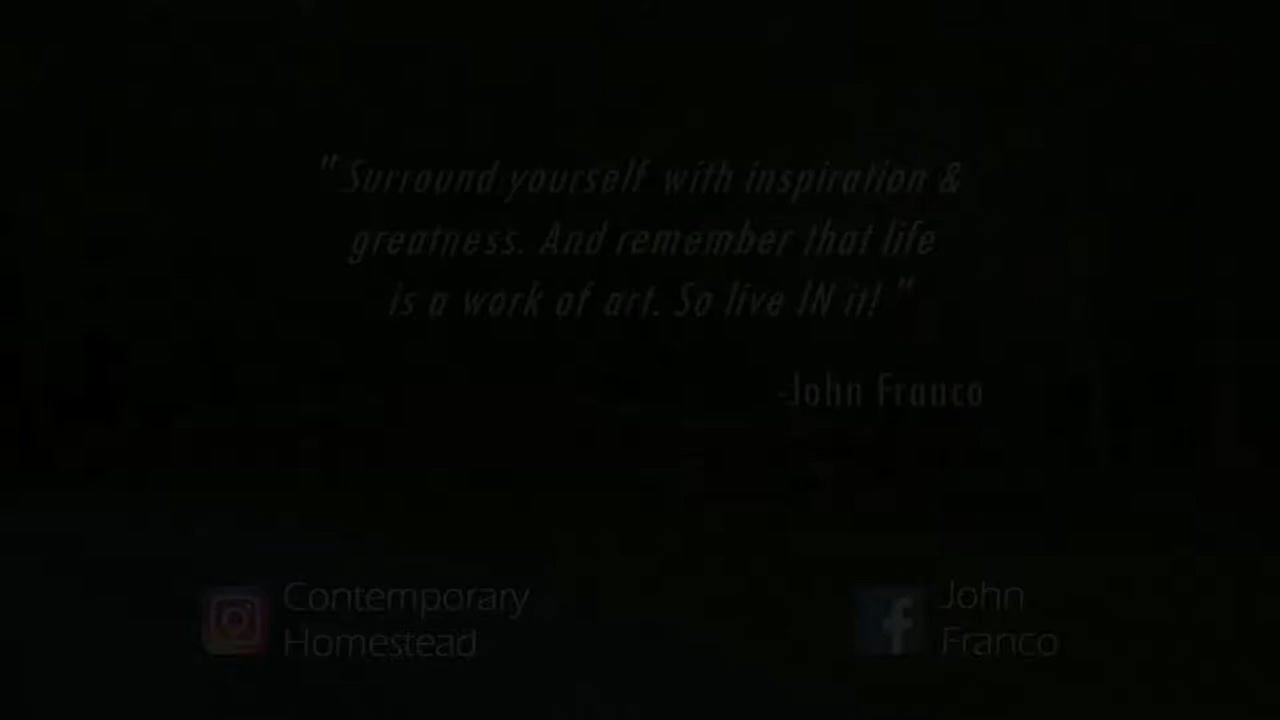 " Surround yourself with inspiration &
greatness. And remember that life
is a work of art. So live IN it! "
-John Franco
Contemporary
Homestead
John
Franco